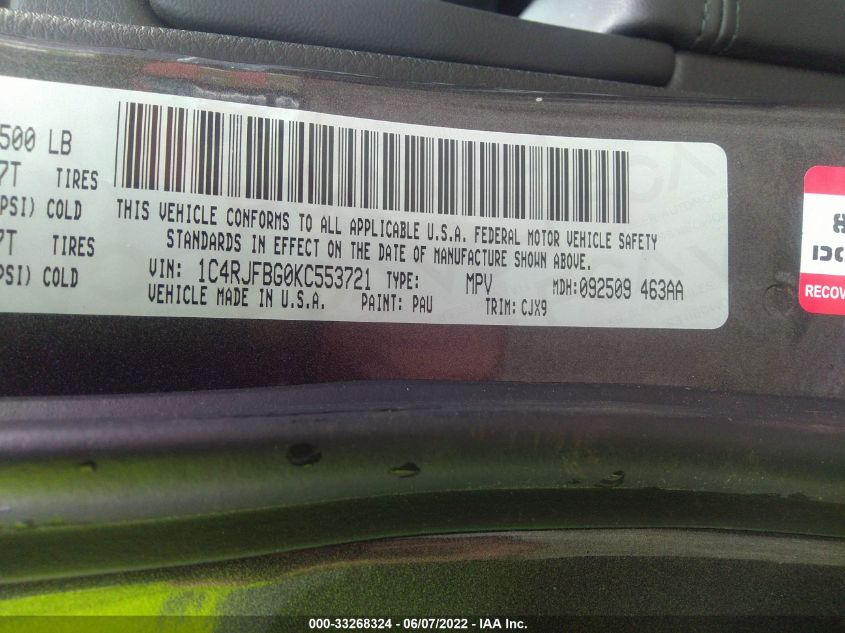 500 LB
7T TIRES
PSI) COLD
7T TIRES
PSI) COLD
THIS VEHICLE CONFORMS TO ALL APPLICABLE U.S.A. FEDERAL MOTOR VEHICLE SAFETY
STANDARDS IN EFFECT ON THE DATE OF MANUFACTURE SHOWN ABOVE.
VIN: 1C4RJFBG0KC553721 TYPE: MPV MDH:092509 463AA
VEHICLE MADE IN U.S.A. PAINT: PAU TRIM: CJX9
RECOV
000-33268324 - 06/07/2022 - IAA Inc.